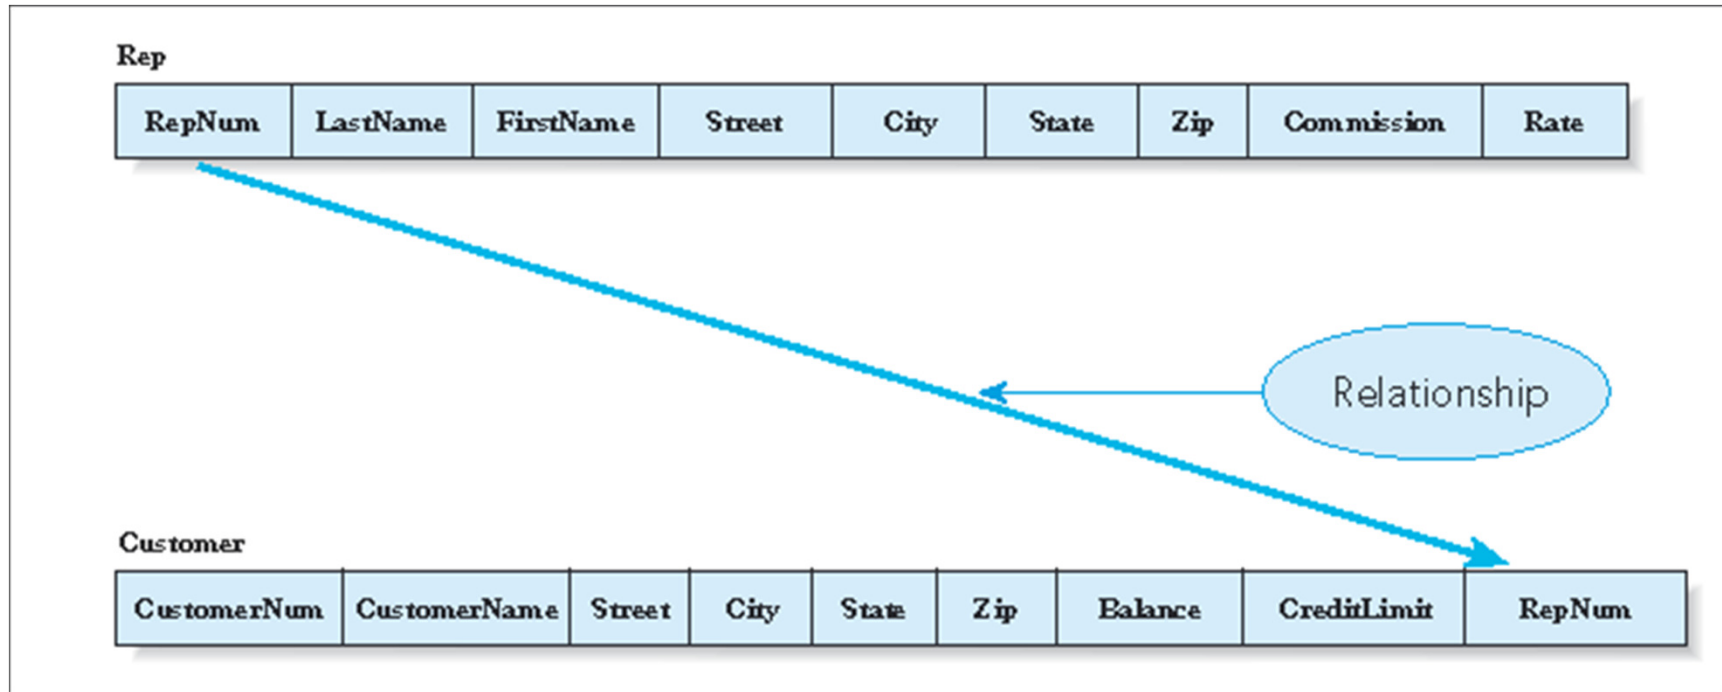 Rep
RepNum LastName FirstName Street City State Zip Commission Rate
Relationship
Customer
CustomerNum CustomerName Street City State Zip Balance CreditLimit RepNum